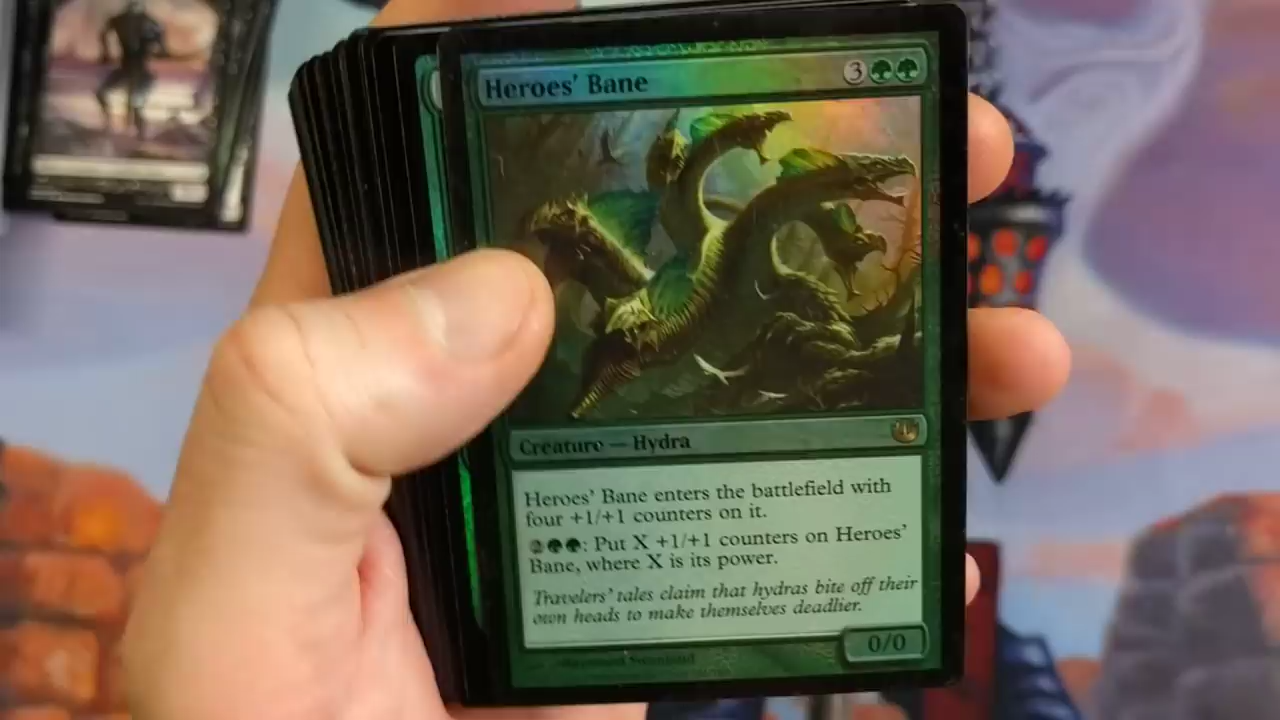 Heroes' Bane 3
Creature — Hydra
Heroes' Bane enters the battlefield with
four +1/+1 counters on it.
2: Put X +1/+1 counters on Heroes'
Bane, where X is its power.
Travelers' tales claim that hydras bite off their
own heads to make themselves deadlier.
0/0